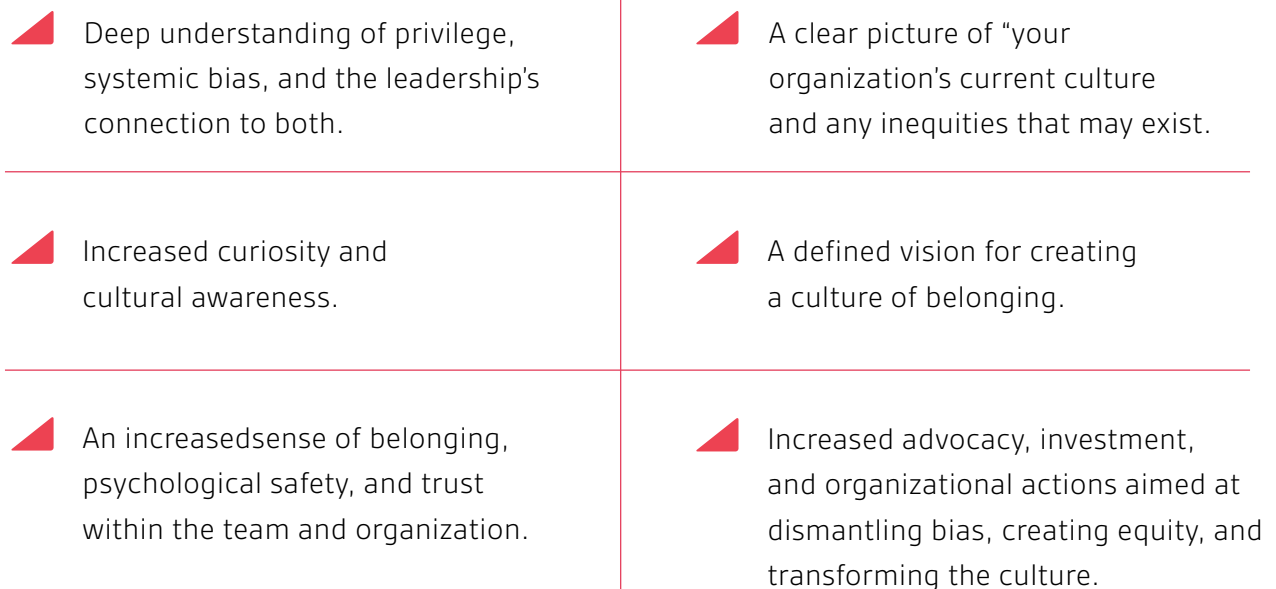 Deep understanding of privilege,
systemic bias, and the leadership's
connection to both.
A clear picture of “your
organization's current culture
and any inequities that may exist.
Increased curiosity and
cultural awareness.
A defined vision for creating
a culture of belonging.
An increasedsense of belonging,
psychological safety, and trust
within the team and organization.
Increased advocacy, investment,
and organizational actions aimed at
dismantling bias, creating equity, and
transforming the culture.